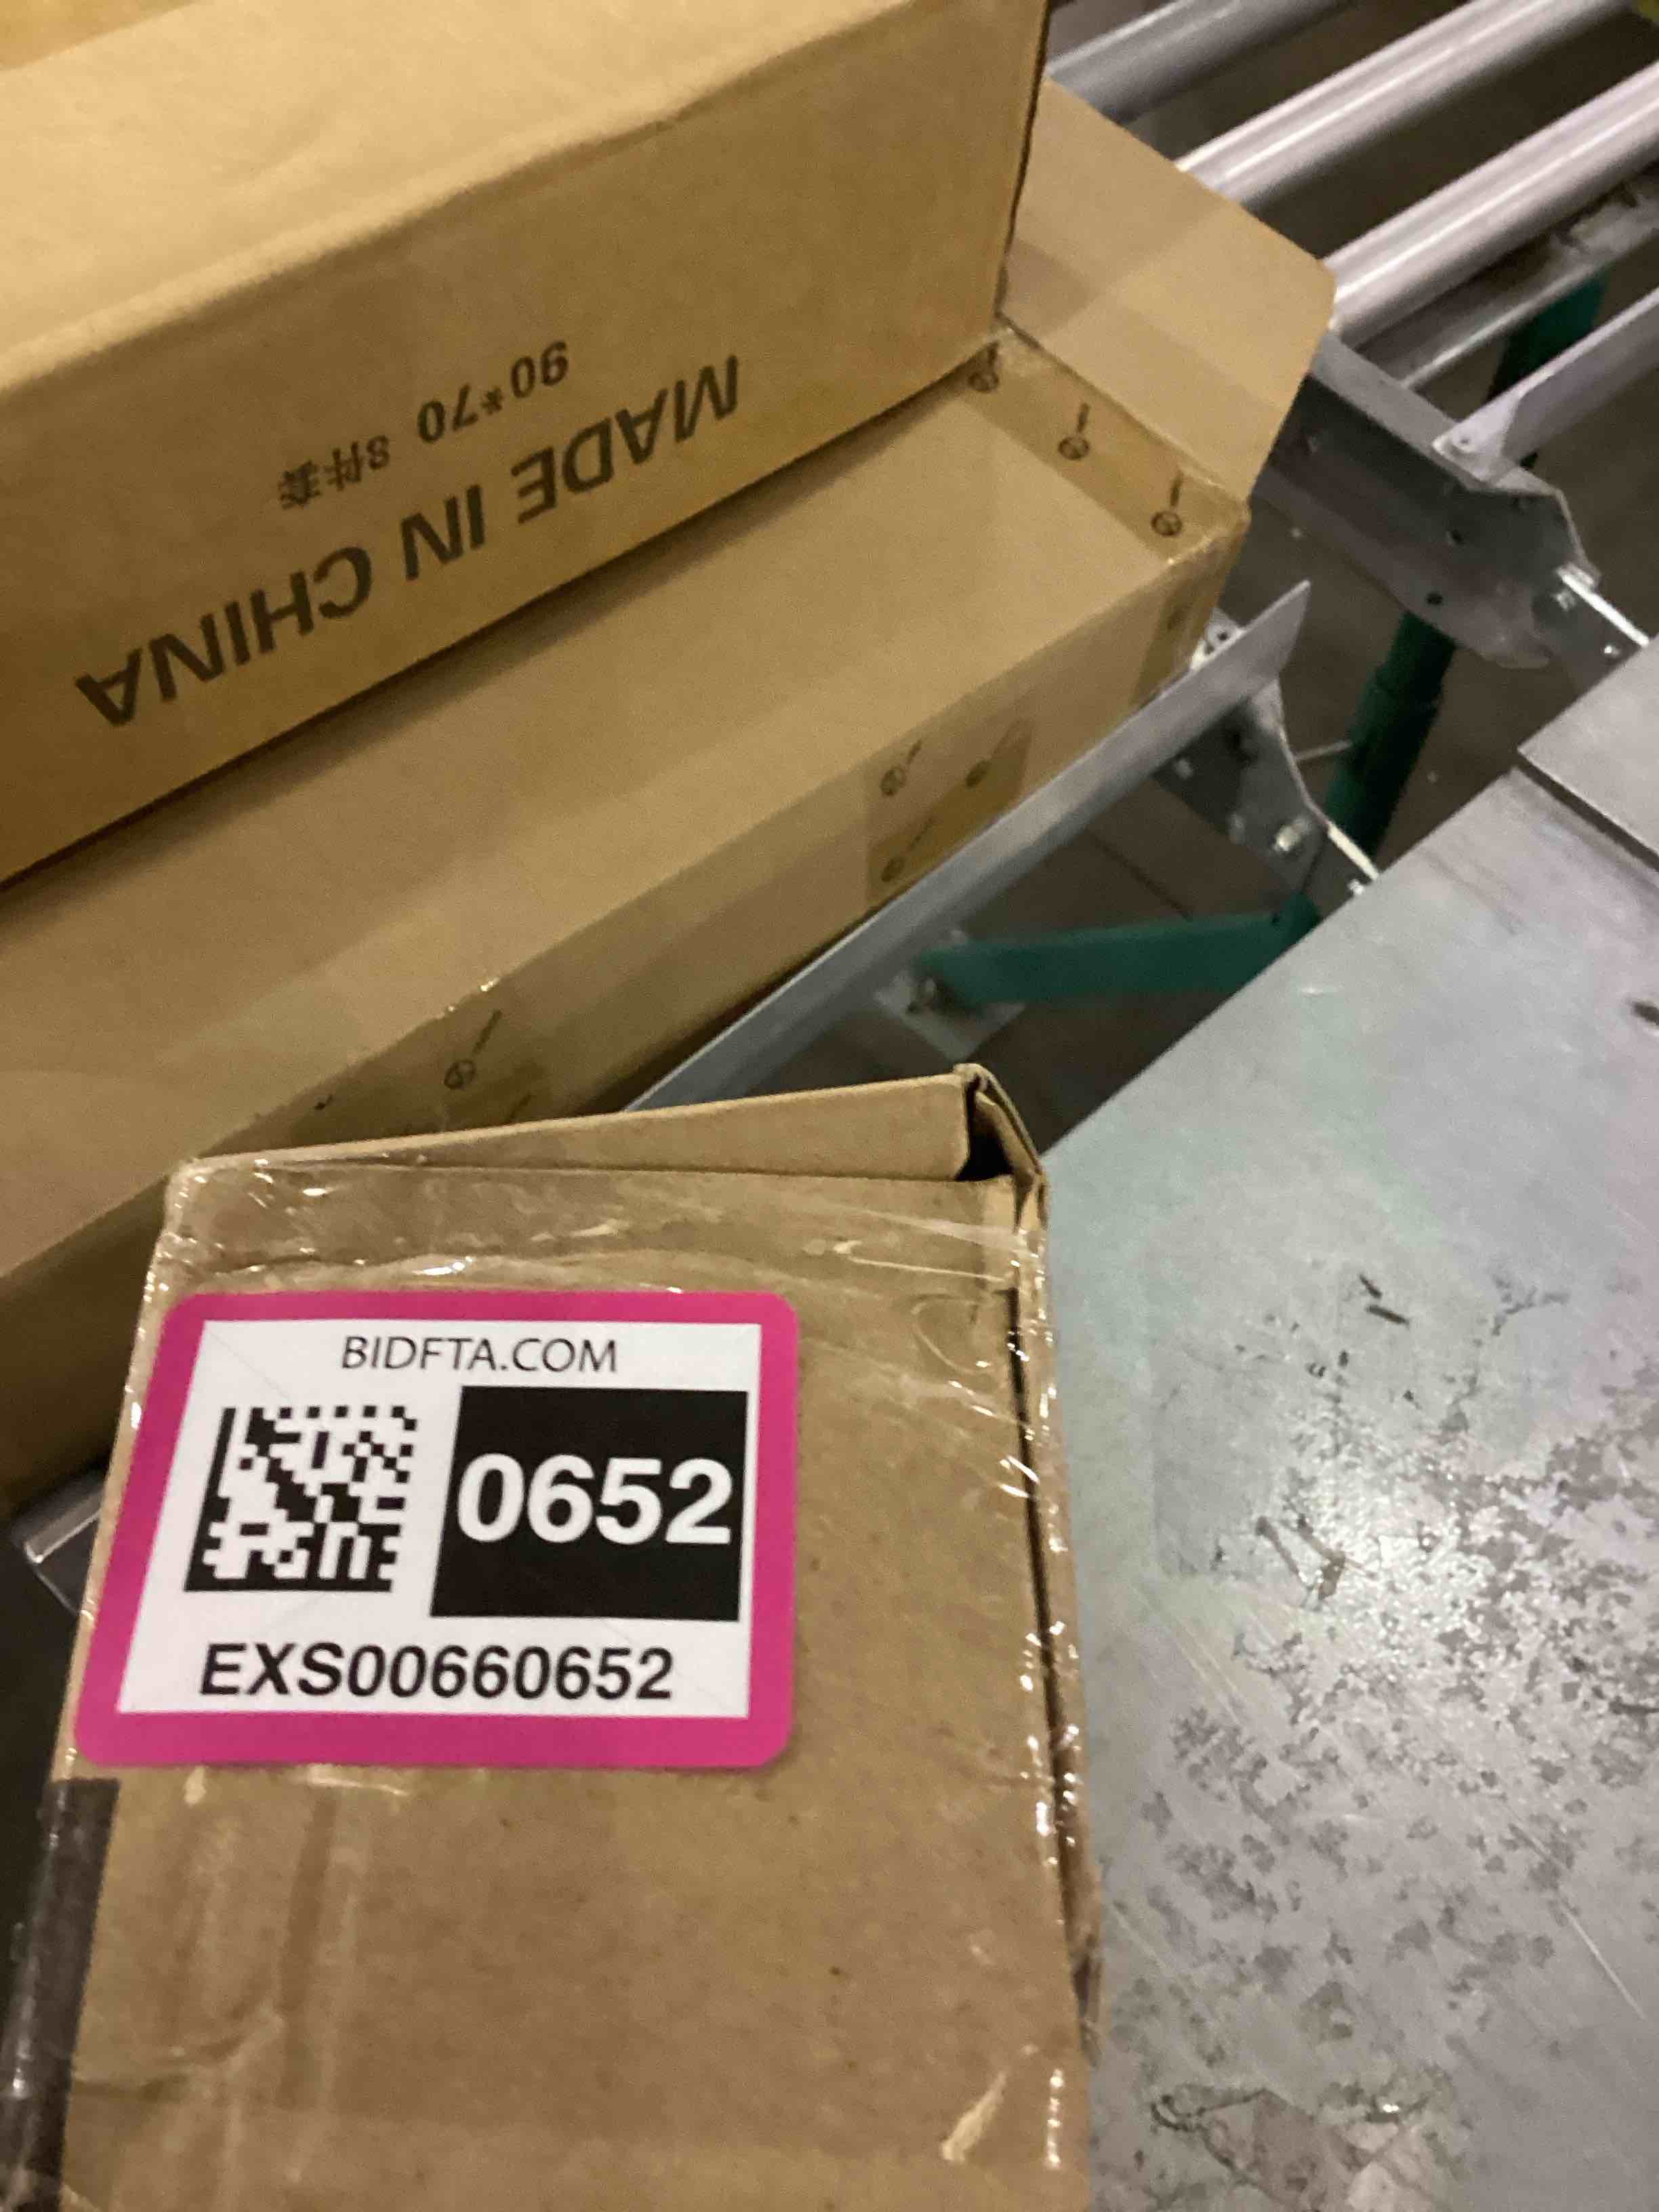 MADE IN CHINA
90*70 8件套
BIDFTA.COM
0652
EXS00660652